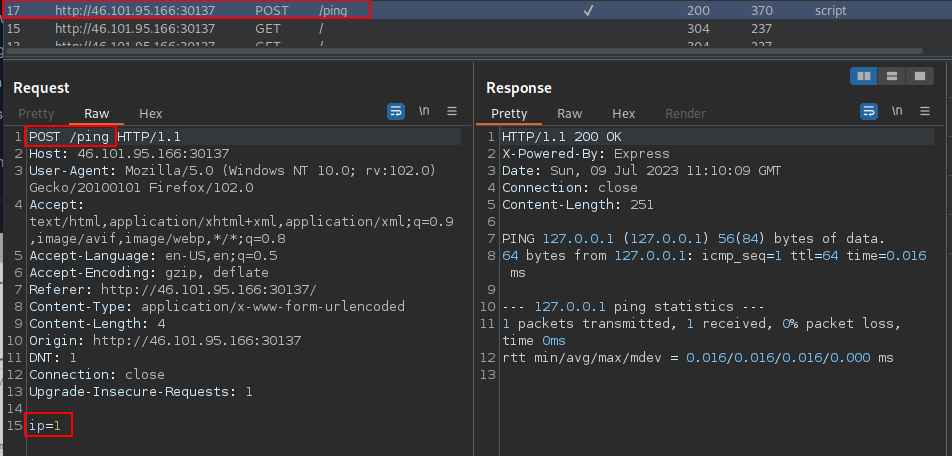 17 http://46.101.95.166:30137 POST /ping ✓ 200 370 script
15 http://46.101.95.166:30137 GET / 304 237
http://46.101.95.166:30137 GET / 304 237
Request
Pretty Raw Hex \n
1 POST /ping HTTP/1.1
2 Host: 46.101.95.166:30137
3 User-Agent: Mozilla/5.0 (Windows NT 10.0; rv:102.0)
Gecko/20100101 Firefox/102.0
4 Accept:
text/html,application/xhtml+xml,application/xml;q=0.9
,image/avif,image/webp,*/*;q=0.8
5 Accept-Language: en-US,en;q=0.5
6 Accept-Encoding: gzip, deflate
7 Referer: http://46.101.95.166:30137/
8 Content-Type: application/x-www-form-urlencoded
9 Content-Length: 4
10 Origin: http://46.101.95.166:30137
11 DNT: 1
12 Connection: close
13 Upgrade-Insecure-Requests: 1
14
15 ip=1
Response
Pretty Raw Hex Render \n
1 HTTP/1.1 200 OK
2 X-Powered-By: Express
3 Date: Sun, 09 Jul 2023 11:10:09 GMT
4 Connection: close
5 Content-Length: 251
6
7 PING 127.0.0.1 (127.0.0.1) 56(84) bytes of data.
8 64 bytes from 127.0.0.1: icmp_seq=1 ttl=64 time=0.016
ms
9
10 --- 127.0.0.1 ping statistics ---
11 1 packets transmitted, 1 received, 0% packet loss,
time 0ms
12 rtt min/avg/max/mdev = 0.016/0.016/0.016/0.000 ms
13